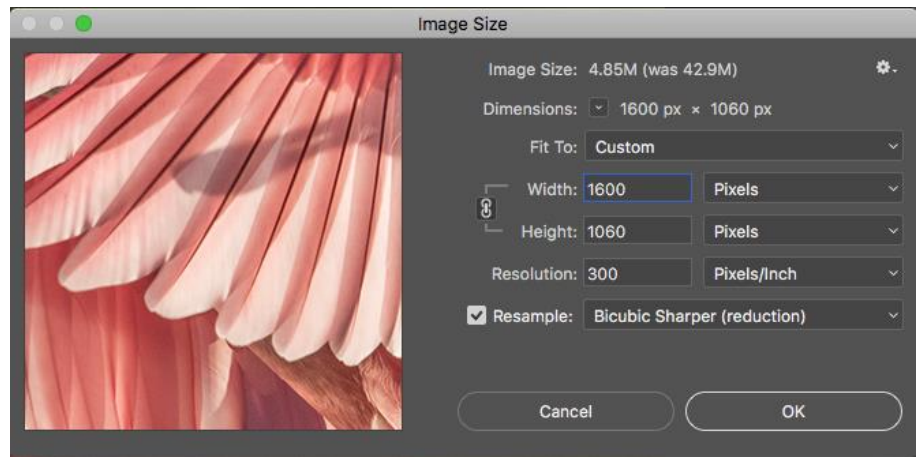 Image Size
Image Size: 4.85M (was 42.9M)
Dimensions: 1600 px × 1060 px
Fit To: Custom
Width: 1600 Pixels
Height: 1060 Pixels
Resolution: 300 Pixels/Inch
Resample: Bicubic Sharper (reduction)
Cancel OK